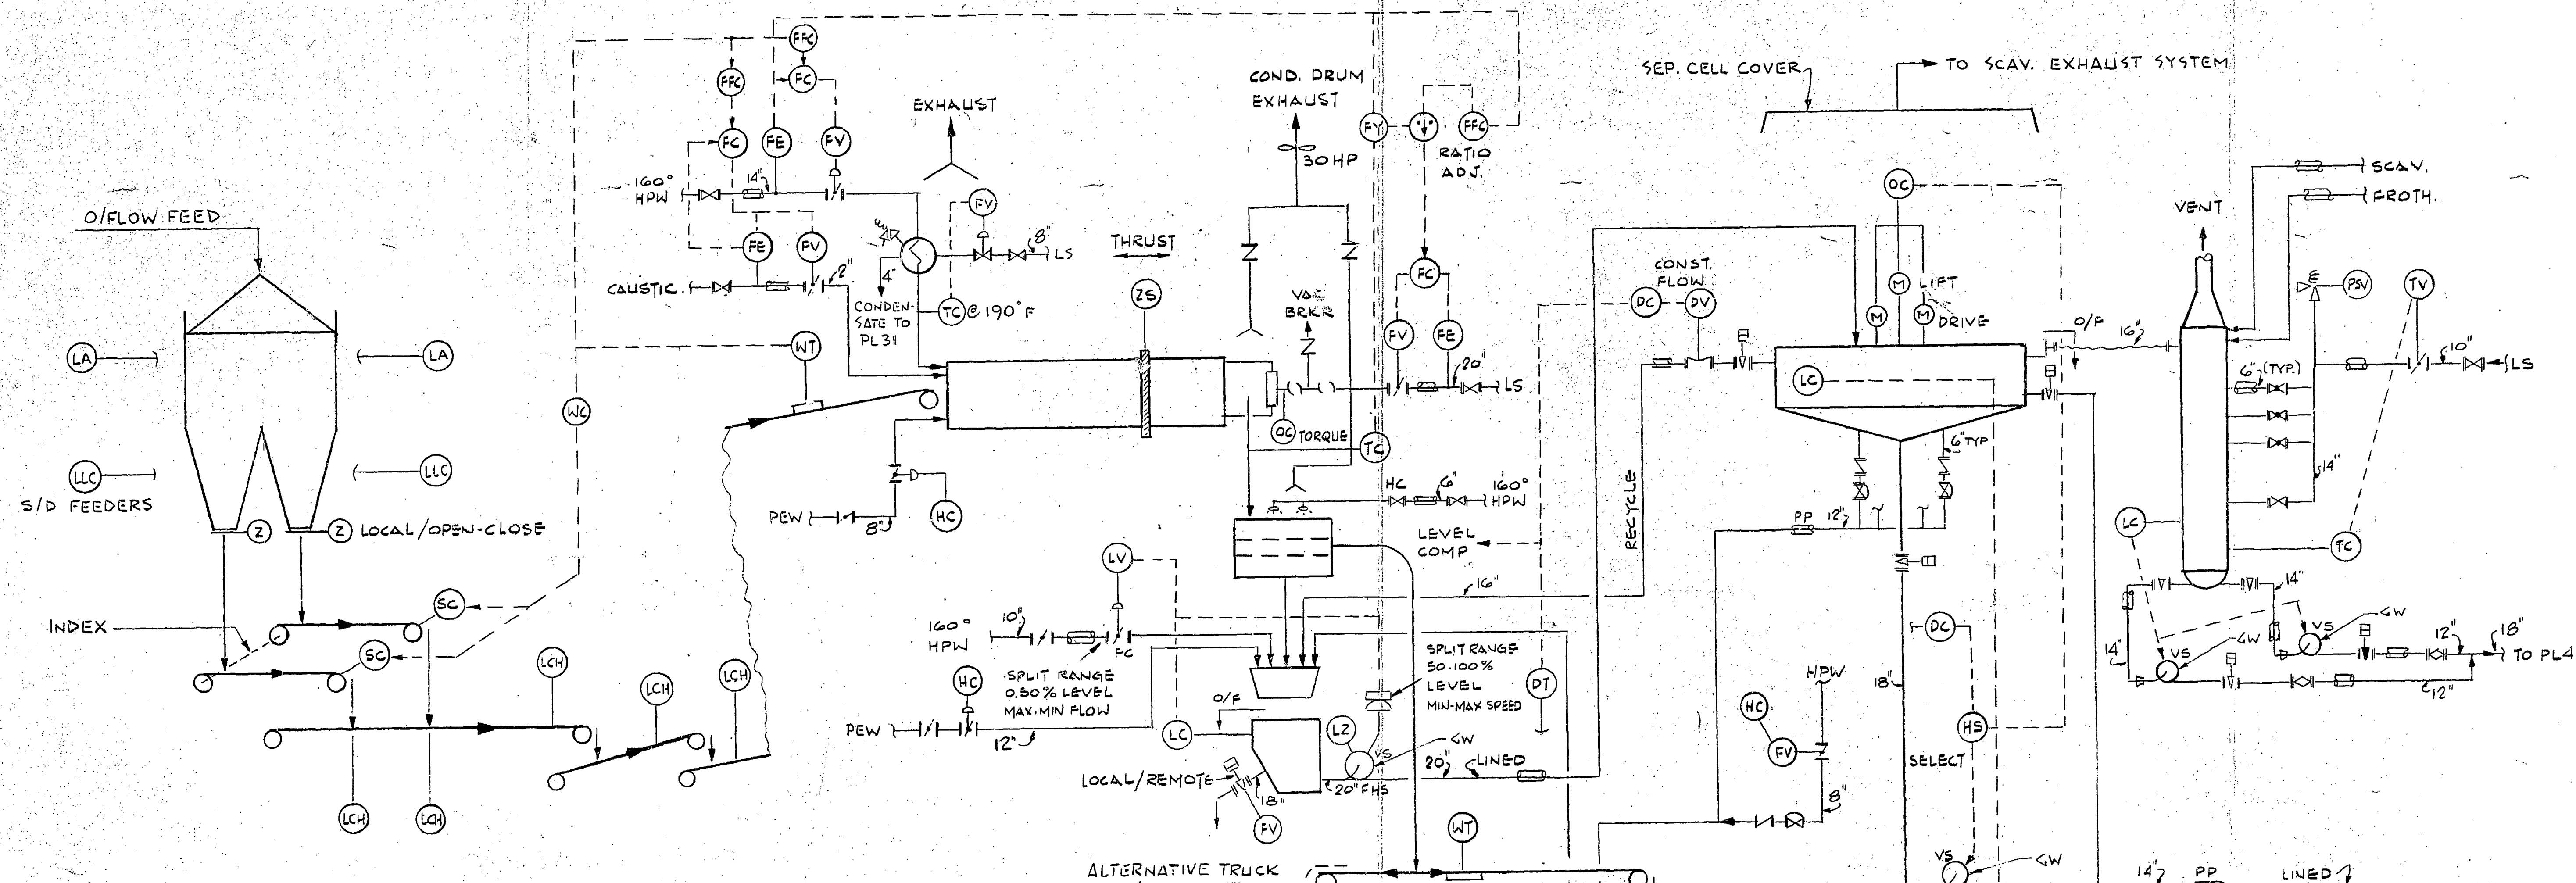 O/FLOW FEED
LA
LA
LLC
LLC
S/D FEEDERS
Z
Z
LOCAL/OPEN-CLOSE
INDEX
SC
SC
LCH
LCH
LCH
LCH
LCH
WC
WT
FFC
FFC
FC
FC
FE
FV
160°
HPW
14"
FE
FV
CAUSTIC
2"
EXHAUST
FV
8"
LS
4"
CONDEN-
SATE TO
PL31
TC @ 190° F
THRUST
ZS
PEW
8"
HC
COND. DRUM
EXHAUST
30HP
VAC
BRKR
OC TORQUE
FY
FFC
RATIO
ADJ.
FC
FV
FE
20"
LS
TC
HC
6"
160°
HPW
LEVEL
COMP
16"
LV
160°
HPW
10"
FC
SPLIT RANGE
0.50% LEVEL
MAX-MIN FLOW
HC
PEW
12"
O/F
LC
LOCAL/REMOTE
18"
FV
20" FHS
LZ
VS
GW
20" LINED
SPLIT RANGE
50-100%
LEVEL
MIN-MAX SPEED
DT
ALTERNATIVE TRUCK
WT
RECYCLE
CONST.
FLOW
DC
DV
SEP. CELL COVER
TO SCAV. EXHAUST SYSTEM
OC
M
M
M
LIFT
DRIVE
O/F
16"
LC
6" TYP
PP
12"
18"
DC
HS
SELECT
HPW
HC
FV
8"
VS
GW
VENT
SCAV.
FROTH.
PSV
TV
10"
LS
6" (TYP.)
14"
LC
TC
14"
14"
VS
GW
VS
GW
12"
18"
TO PL4
12"
14"
PP
LINED